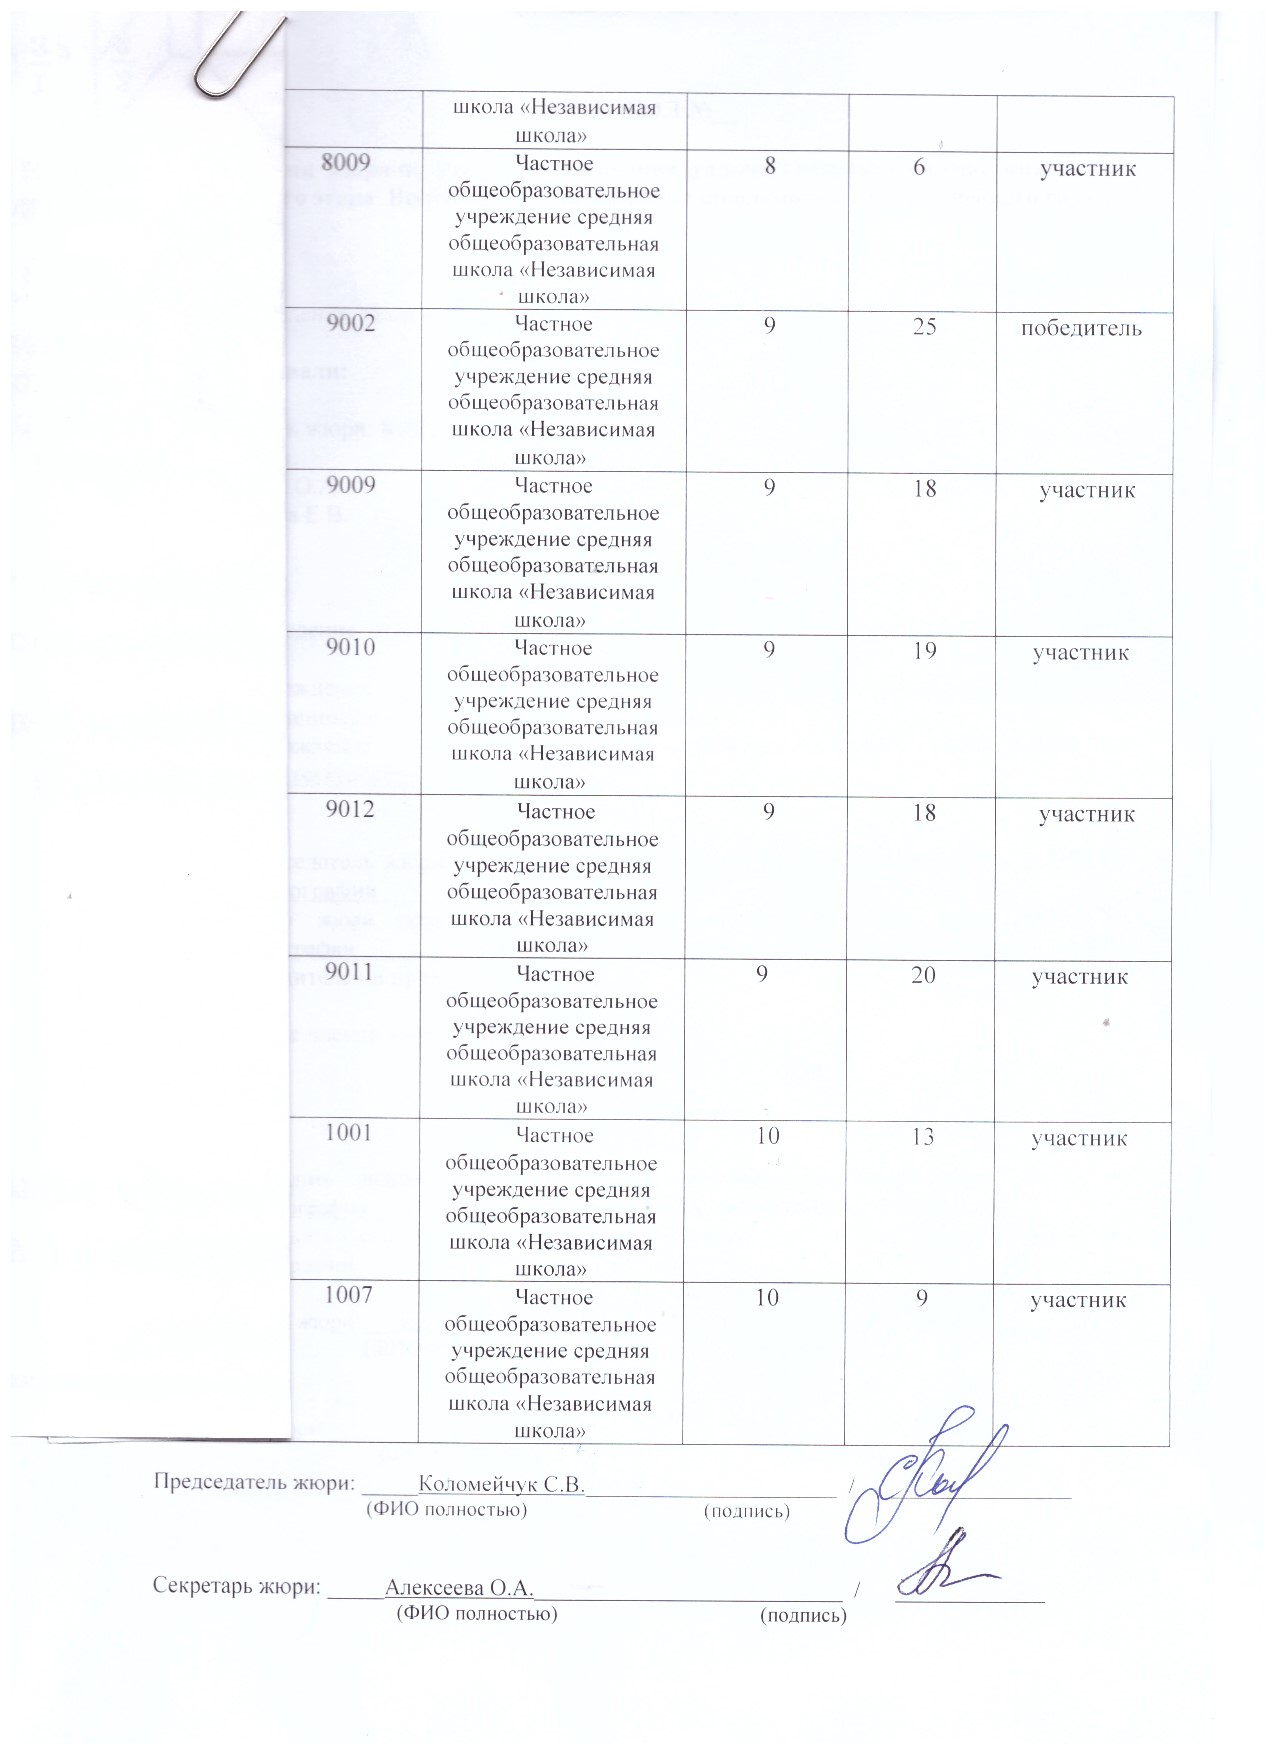 школа «Независимая
школа»
8009 Частное 8 6 участник
общеобразовательное
учреждение средняя
общеобразовательная
школа «Независимая
школа»
9002 Частное 9 25 победитель
общеобразовательное
учреждение средняя
общеобразовательная
школа «Независимая
школа»
9009 Частное 9 18 участник
общеобразовательное
учреждение средняя
общеобразовательная
школа «Независимая
школа»
9010 Частное 9 19 участник
общеобразовательное
учреждение средняя
общеобразовательная
школа «Независимая
школа»
9012 Частное 9 18 участник
общеобразовательное
учреждение средняя
общеобразовательная
школа «Независимая
школа»
9011 Частное 9 20 участник
общеобразовательное
учреждение средняя
общеобразовательная
школа «Независимая
школа»
1001 Частное 10 13 участник
общеобразовательное
учреждение средняя
общеобразовательная
школа «Независимая
школа»
1007 Частное 10 9 участник
общеобразовательное
учреждение средняя
общеобразовательная
школа «Независимая
школа»
Председатель жюри: Коломейчук С.В. /
(ФИО полностью) (подпись)
Секретарь жюри: Алексеева О.А. /
(ФИО полностью) (подпись)